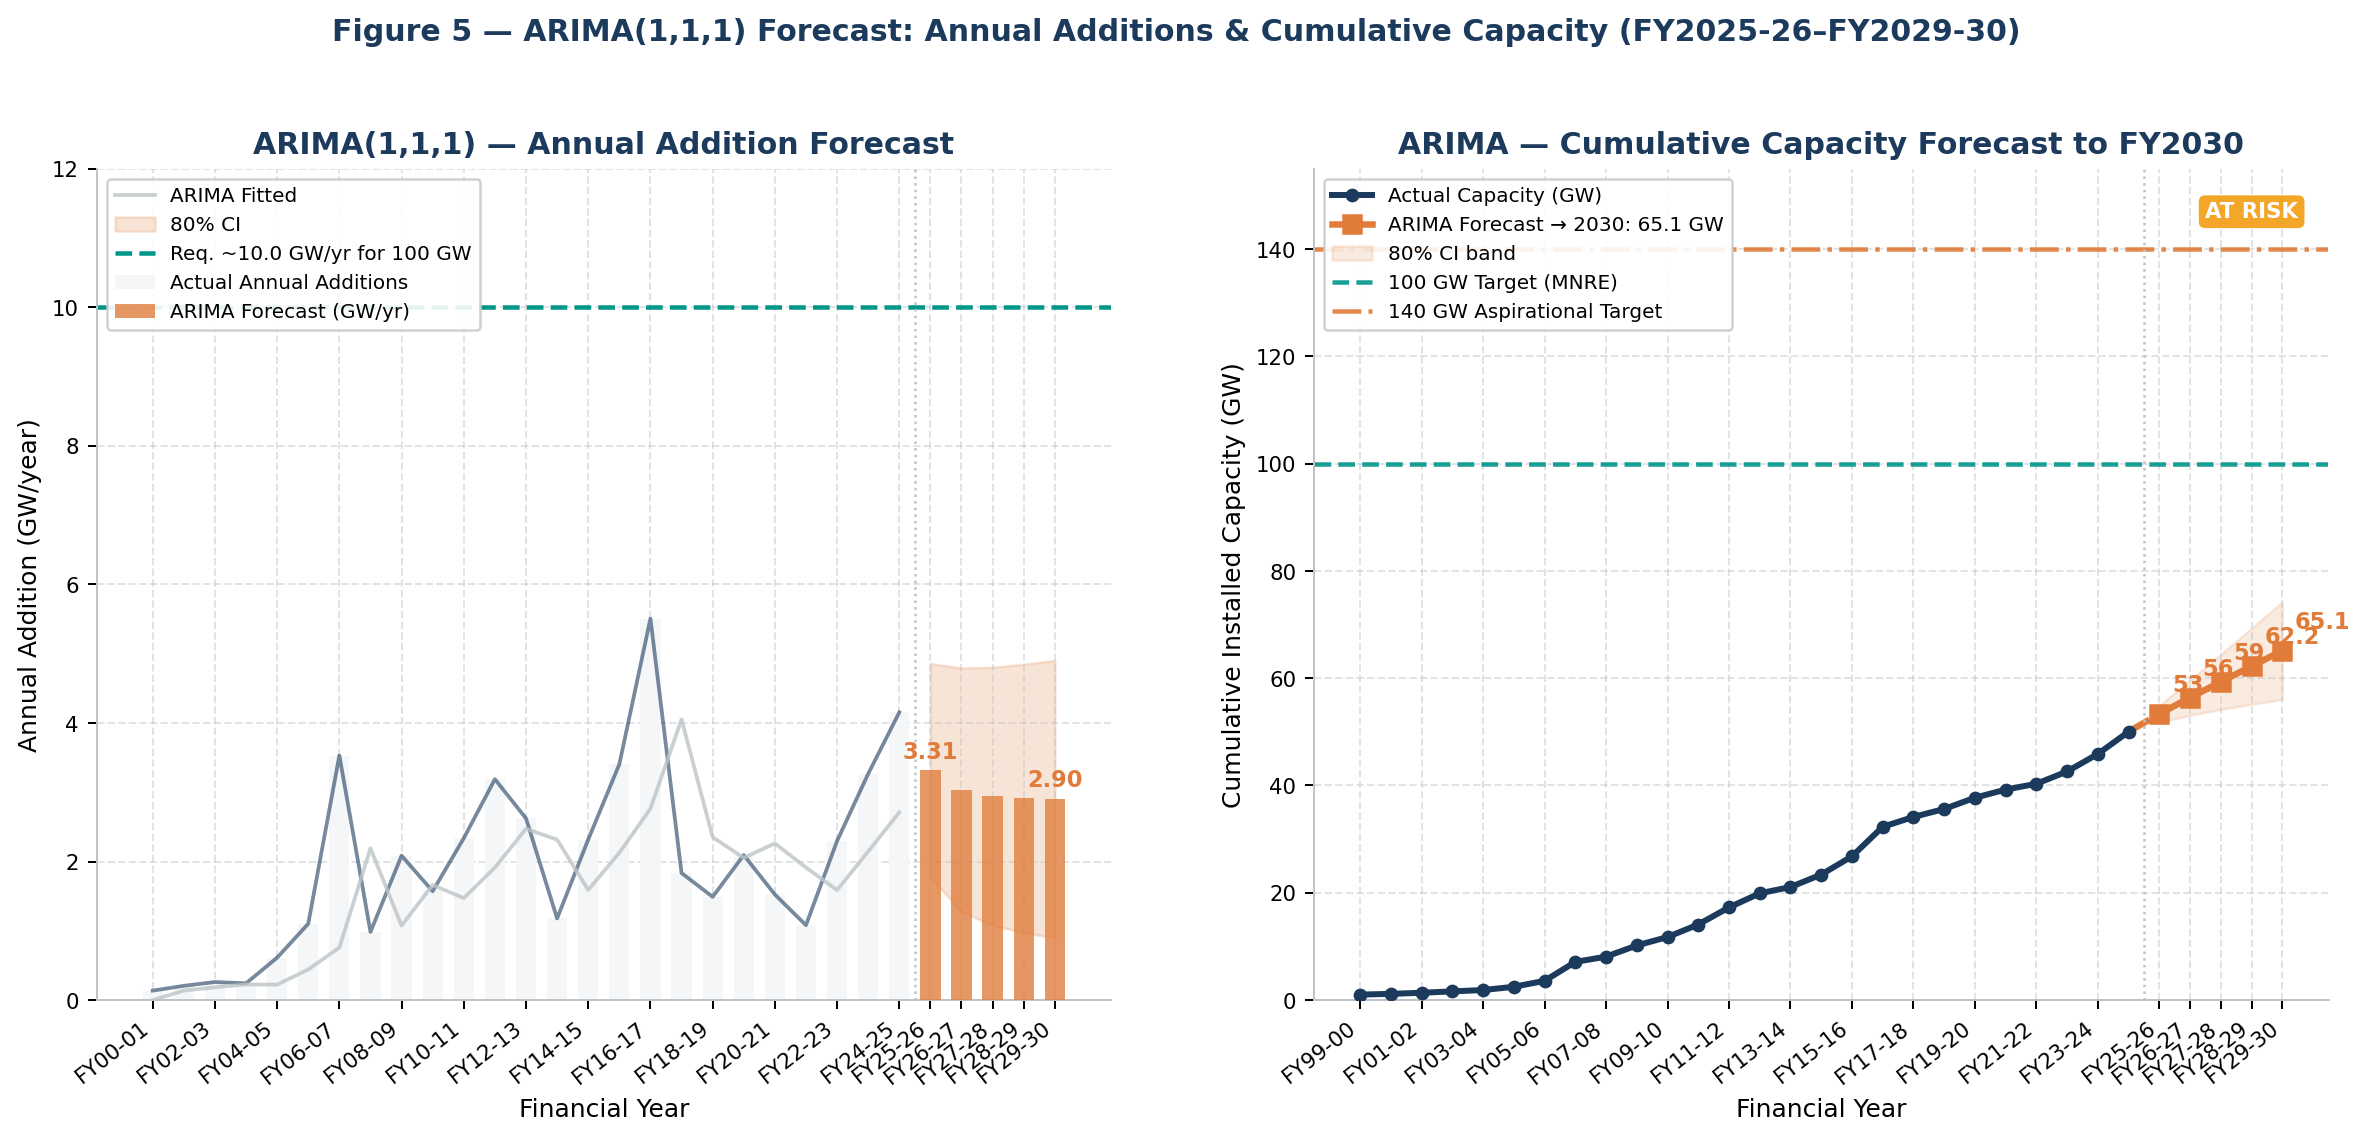 Figure 5 — ARIMA(1,1,1) Forecast: Annual Additions & Cumulative Capacity (FY2025-26–FY2029-30)
ARIMA(1,1,1) — Annual Addition Forecast
ARIMA Fitted
80% CI
Req. ~10.0 GW/yr for 100 GW
Actual Annual Additions
ARIMA Forecast (GW/yr)
Annual Addition (GW/year)
12
10
8
6
4
2
0
3.31
2.90
FY00-01
FY02-03
FY04-05
FY06-07
FY08-09
FY10-11
FY12-13
FY14-15
FY16-17
FY18-19
FY20-21
FY22-23
FY24-25
FY25-26
FY26-27
FY27-28
FY28-29
FY29-30
Financial Year
ARIMA — Cumulative Capacity Forecast to FY2030
Actual Capacity (GW)
ARIMA Forecast → 2030: 65.1 GW
80% CI band
100 GW Target (MNRE)
140 GW Aspirational Target
AT RISK
Cumulative Installed Capacity (GW)
140
120
100
80
60
40
20
0
53
56
59
62.2
65.1
FY99-00
FY01-02
FY03-04
FY05-06
FY07-08
FY09-10
FY11-12
FY13-14
FY15-16
FY17-18
FY19-20
FY21-22
FY23-24
FY25-26
FY26-27
FY27-28
FY28-29
FY29-30
Financial Year